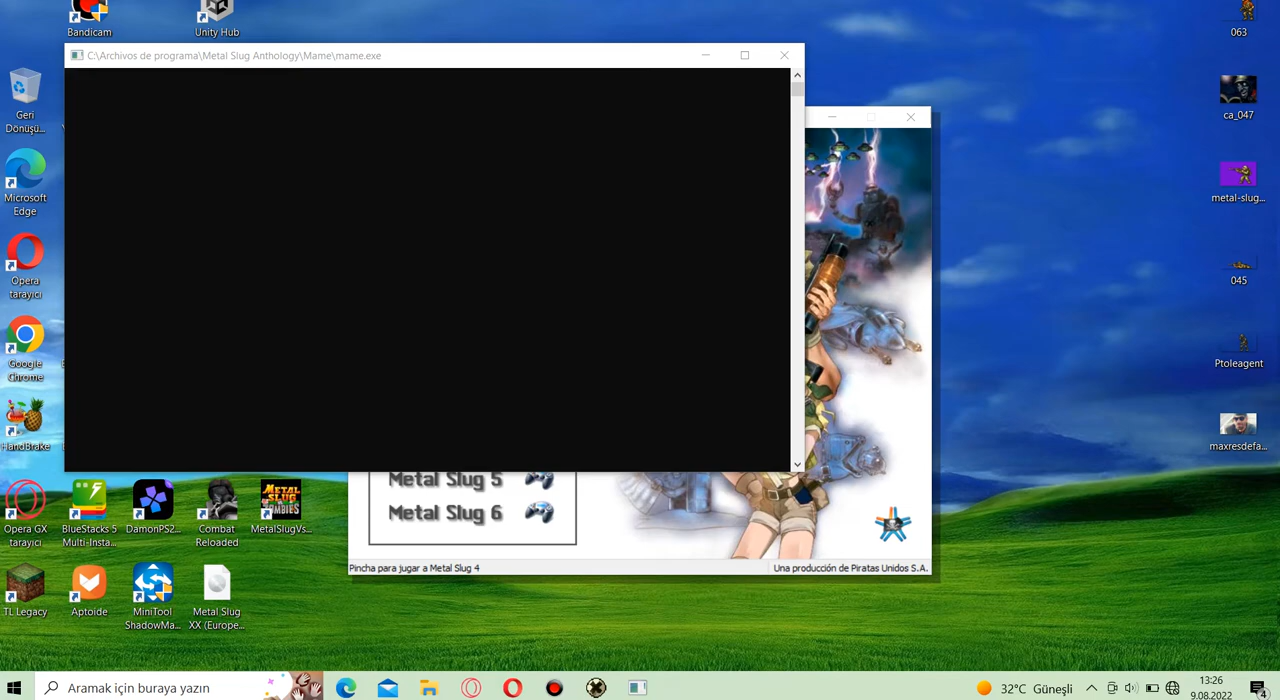 Bandicam
Unity Hub
063
C:\Archivos de programa\Metal Slug Anthology\Mame\mame.exe
Geri
Dönüşü...
ca_047
Microsoft
Edge
metal-slug...
Opera
tarayıcı
045
Google
Chrome
Ptoleagent
HandBrake
maxresdefa...
Metal Slug 5
Metal Slug 6
METAL
SLUG
ZOMBIES
Opera GX
tarayıcı
BlueStacks 5
Multi-Insta...
DamonPS2...
Combat
Reloaded
MetalSlugVs...
Pincha para jugar a Metal Slug 4
Una producción de Piratas Unidos S.A.
TL Legacy
Aptoide
MiniTool
ShadowMa...
Metal Slug
XX (Europe...
Aramak için buraya yazın
32°C Güneşli
13:26
9.08.2022
4